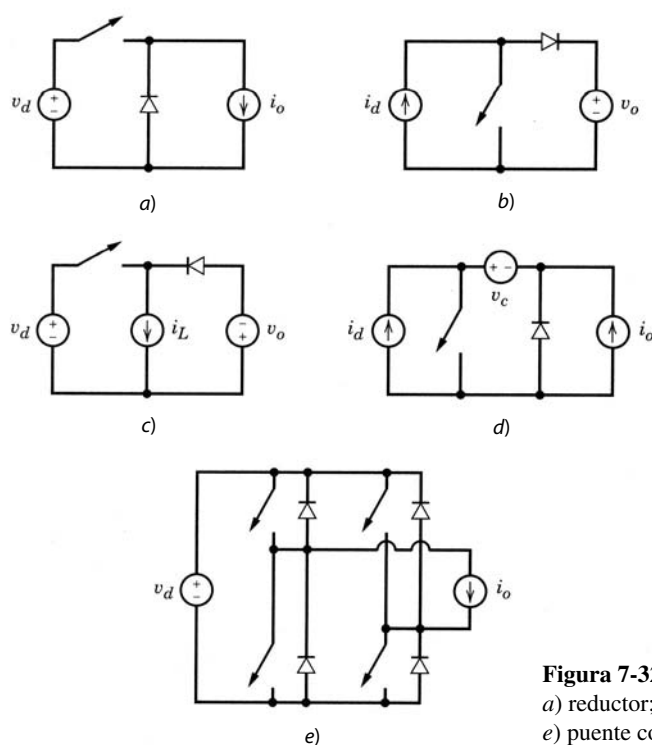 v_d
i_o
a)
i_d
v_o
b)
v_d
i_L
v_o
c)
i_d
v_c
i_o
d)
v_d
i_o
e)
Figura 7-3
a) reductor;
e) puente co